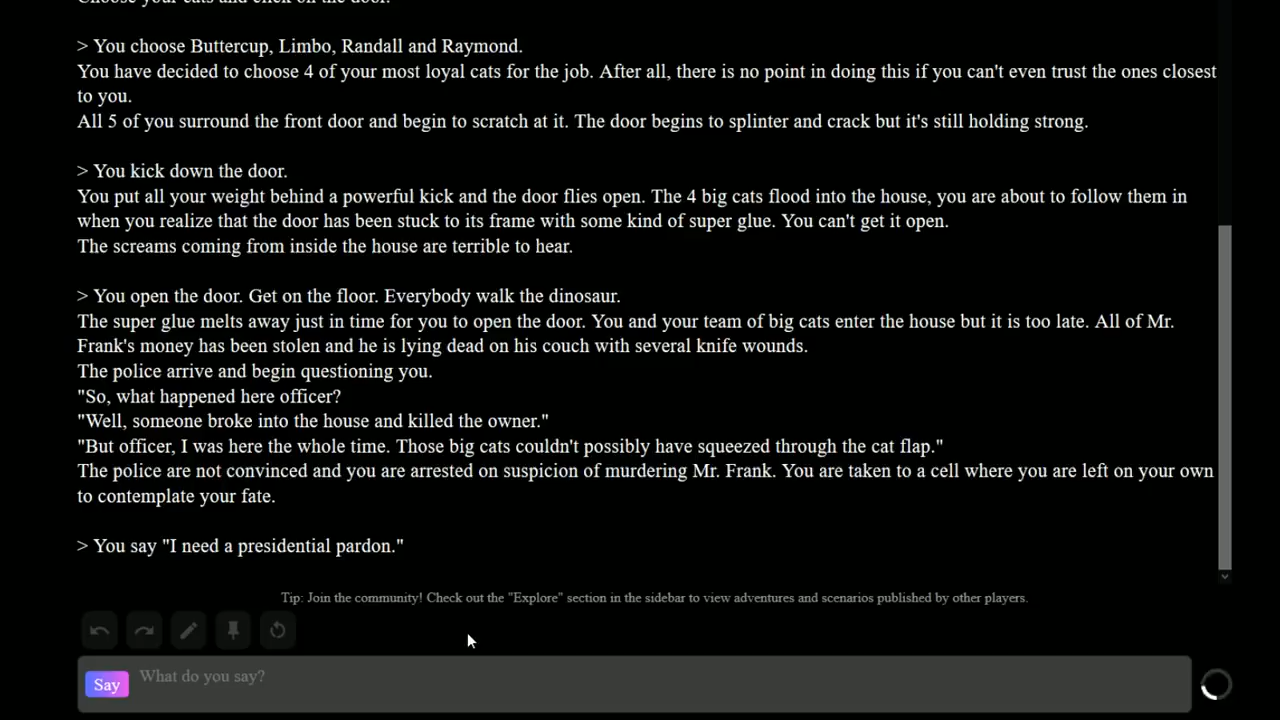 Choose your cats and click on the door.
> You choose Buttercup, Limbo, Randall and Raymond.
You have decided to choose 4 of your most loyal cats for the job. After all, there is no point in doing this if you can't even trust the ones closest
to you.
All 5 of you surround the front door and begin to scratch at it. The door begins to splinter and crack but it's still holding strong.
> You kick down the door.
You put all your weight behind a powerful kick and the door flies open. The 4 big cats flood into the house, you are about to follow them in
when you realize that the door has been stuck to its frame with some kind of super glue. You can't get it open.
The screams coming from inside the house are terrible to hear.
> You open the door. Get on the floor. Everybody walk the dinosaur.
The super glue melts away just in time for you to open the door. You and your team of big cats enter the house but it is too late. All of Mr.
Frank's money has been stolen and he is lying dead on his couch with several knife wounds.
The police arrive and begin questioning you.
"So, what happened here officer?
"Well, someone broke into the house and killed the owner."
"But officer, I was here the whole time. Those big cats couldn't possibly have squeezed through the cat flap."
The police are not convinced and you are arrested on suspicion of murdering Mr. Frank. You are taken to a cell where you are left on your own
to contemplate your fate.
> You say "I need a presidential pardon."
Tip: Join the community! Check out the "Explore" section in the sidebar to view adventures and scenarios published by other players.
Say What do you say?